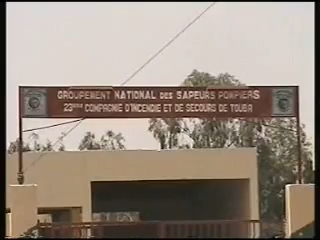 GROUPEMENT NATIONAL DES SAPEURS POMPIERS
23ème COMPAGNIE D'INCENDIE ET DE SECOURS DE TOUBA